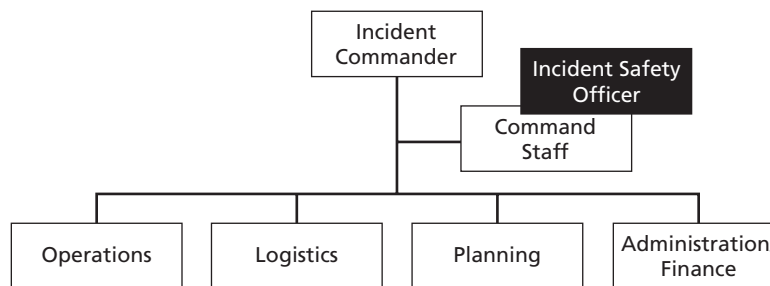 Incident
Commander
Incident Safety
Officer
Command
Staff
Operations
Logistics
Planning
Administration
Finance